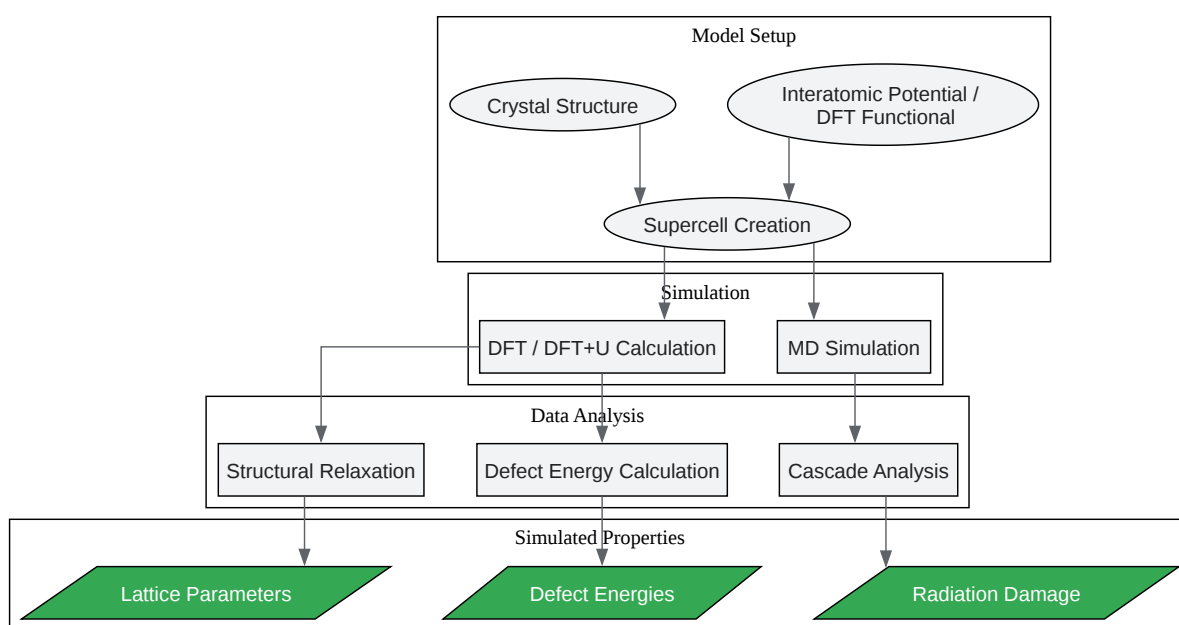 Model Setup
Crystal Structure
Interatomic Potential /
DFT Functional
Supercell Creation
Simulation
DFT / DFT+U Calculation
MD Simulation
Data Analysis
Structural Relaxation
Defect Energy Calculation
Cascade Analysis
Simulated Properties
Lattice Parameters
Defect Energies
Radiation Damage